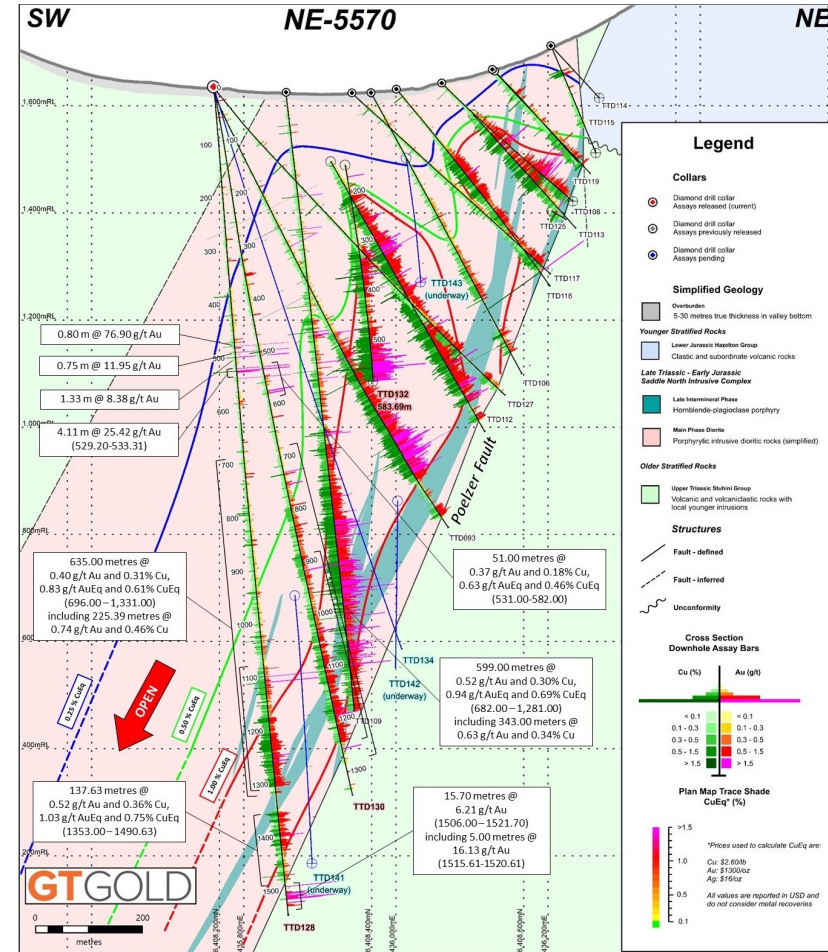 SW
NE-5570
NE
TTD114
TTD115
TTD119
TTD108
TTD125
TTD113
TTD117
TTD116
TTD106
TTD127
TTD112
TTD093
TTD143
(underway)
TTD132
583.69m
Poelzer Fault
TTD134
TTD142
(underway)
TTD109
TTD130
TTD141
(underway)
TTD128
1,600mRL
1,400mRL
1,200mRL
1,000mRL
800mRL
600mRL
400mRL
200mRL
0.80 m @ 76.90 g/t Au
0.75 m @ 11.95 g/t Au
1.33 m @ 8.38 g/t Au
4.11 m @ 25.42 g/t Au
(529.20-533.31)
635.00 metres @
0.40 g/t Au and 0.31% Cu,
0.83 g/t AuEq and 0.61% CuEq
(696.00–1,331.00)
including 225.39 metres @
0.74 g/t Au and 0.46% Cu
51.00 metres @
0.37 g/t Au and 0.18% Cu,
0.63 g/t AuEq and 0.46% CuEq
(531.00-582.00)
599.00 metres @
0.52 g/t Au and 0.30% Cu,
0.94 g/t AuEq and 0.69% CuEq
(682.00–1,281.00)
including 343.00 metres @
0.63 g/t Au and 0.34% Cu
137.63 metres @
0.52 g/t Au and 0.36% Cu,
1.03 g/t AuEq and 0.75% CuEq
(1353.00–1490.63)
15.70 metres @
6.21 g/t Au
(1506.00–1521.70)
including 5.00 metres @
16.13 g/t Au
(1515.61-1520.61)
OPEN
0.25 % CuEq
0.50 % CuEq
1.00 % CuEq
GTGOLD
0 200
metres
6,408,200mN
435,800mE
6,408,400mN
436,000mE
6,408,600mN
436,200mE
Legend
Collars
Diamond drill collar
Assays released (current)
Diamond drill collar
Assays previously released
Diamond drill collar
Assays pending
Simplified Geology
Overburden
5-30 metres true thickness in valley bottom
Younger Stratified Rocks
Lower Jurassic Hazelton Group
Clastic and subordinate volcanic rocks
Late Triassic - Early Jurassic
Saddle North Intrusive Complex
Late Intermineral Phase
Hornblende-plagioclase porphyry
Main Phase Diorite
Porphyrytic intrusive dioritic rocks (simplified)
Older Stratified Rocks
Upper Triassic Stuhini Group
Volcanic and volcaniclastic rocks with
local younger intrusions
Structures
Fault - defined
Fault - inferred
Unconformity
Cross Section
Downhole Assay Bars
Cu (%) Au (g/t)
< 0.1 < 0.1
0.1 - 0.3 0.1 - 0.3
0.3 - 0.5 0.3 - 0.5
0.5 - 1.5 0.5 - 1.5
> 1.5 > 1.5
Plan Map Trace Shade
CuEq* (%)
>1.5
1.0
0.5
0.1
*Prices used to calculate CuEq are:
Cu: $2.60/lb
Au: $1300/oz
Ag: $16/oz
All values are reported in USD and
do not consider metal recoveries